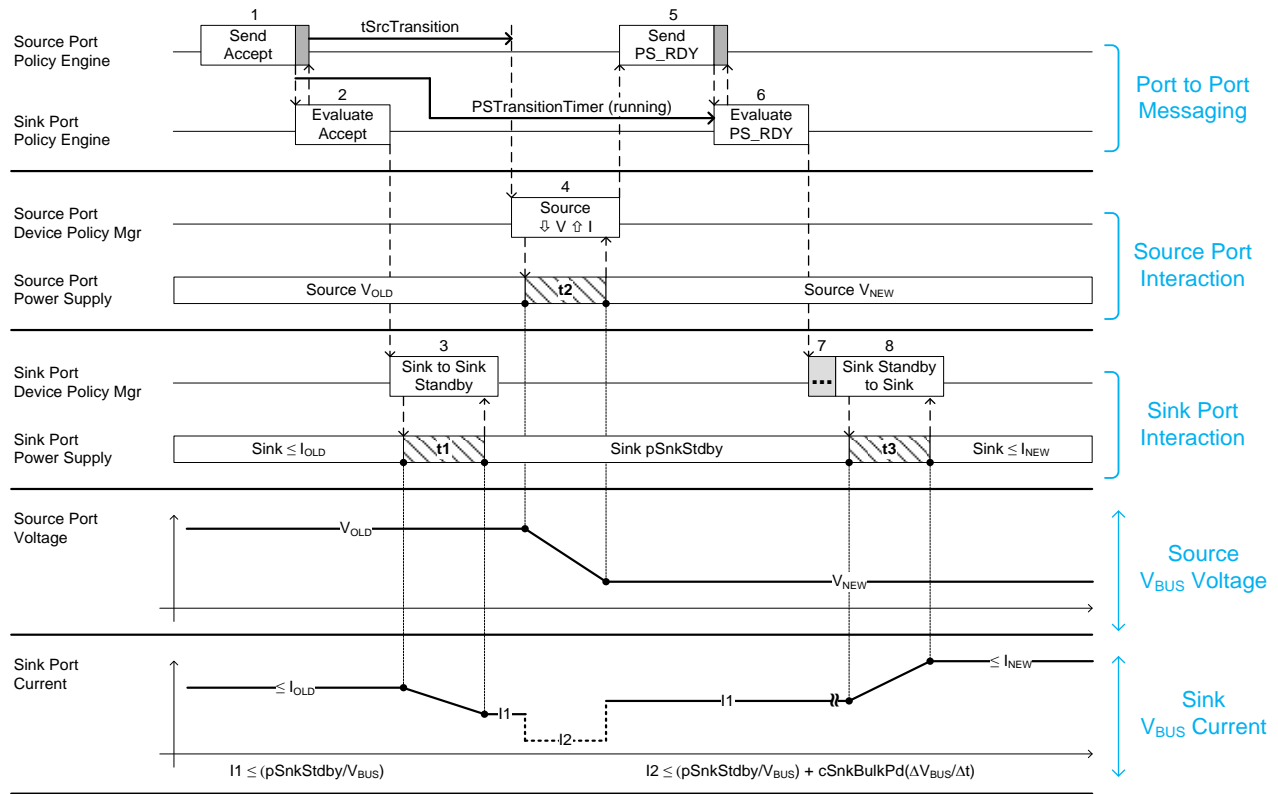 1
tSrcTransition
5
Source Port
Policy Engine
Send
Accept
Send
PS_RDY
2
PSTransitionTimer (running)
6
Sink Port
Policy Engine
Evaluate
Accept
Evaluate
PS_RDY
Port to Port
Messaging
4
Source Port
Device Policy Mgr
Source
⇩ V ⇧ I
Source Port
Power Supply
Source VOLD
t2
Source VNEW
Source Port
Interaction
3
7
8
Sink Port
Device Policy Mgr
Sink to Sink
Standby
...
Sink Standby
to Sink
Sink Port
Power Supply
Sink ≤ IOLD
t1
Sink pSnkStdby
t3
Sink ≤ INEW
Sink Port
Interaction
Source Port
Voltage
VOLD
VNEW
Source
VBUS Voltage
Sink Port
Current
≤ IOLD
I1
I2
I1
≤ INEW
Sink
VBUS Current
I1 ≤ (pSnkStdby/VBUS)
I2 ≤ (pSnkStdby/VBUS) + cSnkBulkPd(ΔVBUS/Δt)